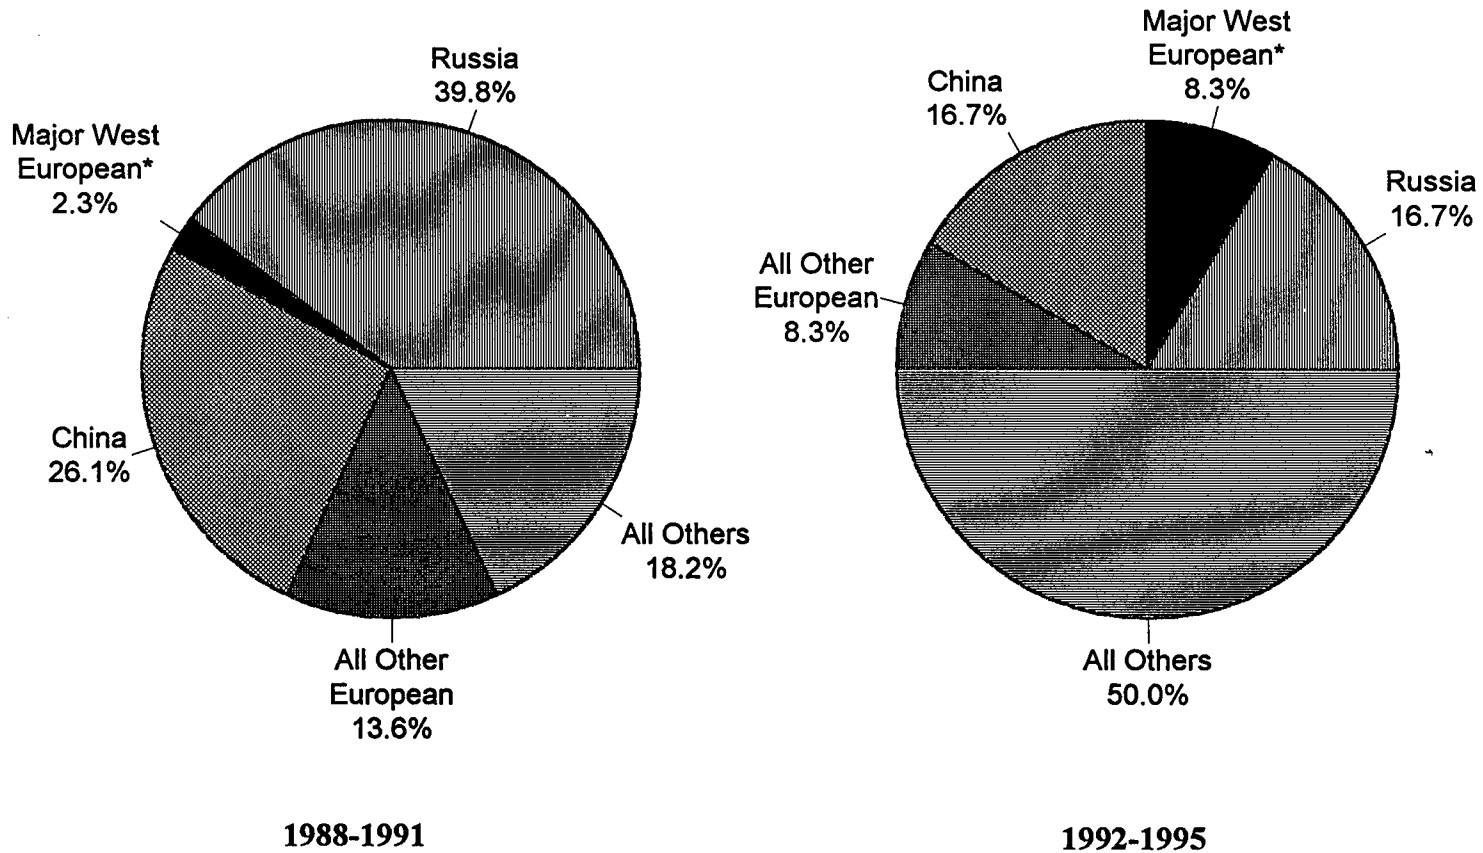 Russia
39.8%
Major West
European*
2.3%
China
26.1%
All Others
18.2%
All Other
European
13.6%
1988-1991
Major West
European*
8.3%
China
16.7%
Russia
16.7%
All Other
European
8.3%
All Others
50.0%
1992-1995